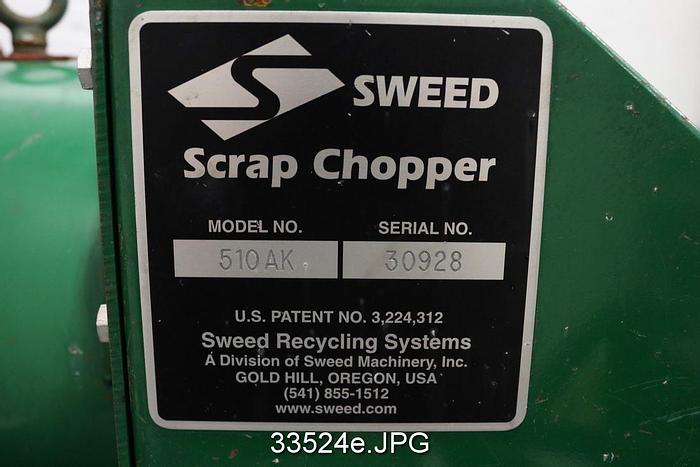 SWEED
Scrap Chopper
MODEL NO. SERIAL NO.
510AK 30928
U.S. PATENT NO. 3,224,312
Sweed Recycling Systems
A Division of Sweed Machinery, Inc.
GOLD HILL, OREGON, USA
(541) 855-1512
www.sweed.com
33524e.JPG